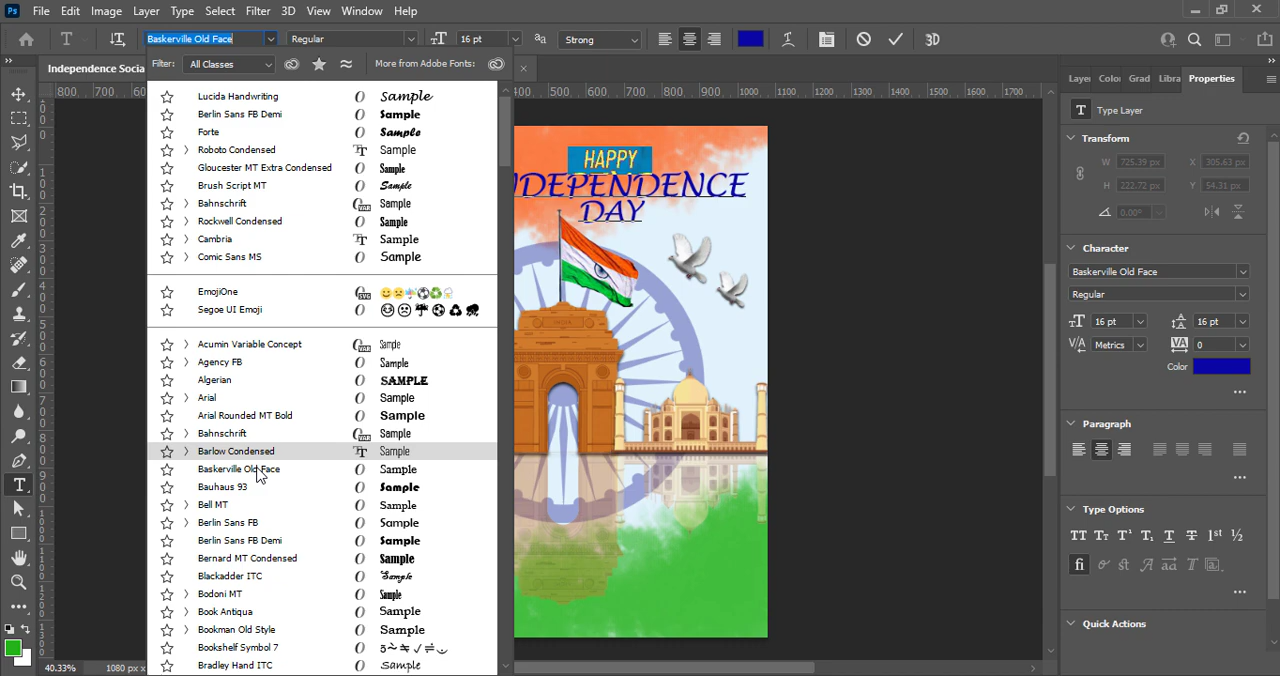 Ps File Edit Image Layer Type Select Filter 3D View Window Help
Baskerville Old Face Regular 16 pt aa Strong 3D
Filter: All Classes More from Adobe Fonts:
Independence Socia
800 700 400 500 600 700 800 900 1000 1100 1200 1300 1400 1500 1600 1700
Layer Color Grad Libra Properties
Lucida Handwriting Sample
Berlin Sans FB Demi Sample
Forte Sample
Roboto Condensed Sample
Gloucester MT Extra Condensed Sample
Brush Script MT Sample
Bahnschrift Sample
Rockwell Condensed Sample
Cambria Sample
Comic Sans MS Sample
EmojiOne
Segoe UI Emoji
Acumin Variable Concept Sample
Agency FB Sample
Algerian SAMPLE
Arial Sample
Arial Rounded MT Bold Sample
Bahnschrift Sample
Barlow Condensed Sample
Baskerville Old Face Sample
Bauhaus 93 Sample
Bell MT Sample
Berlin Sans FB Sample
Berlin Sans FB Demi Sample
Bernard MT Condensed Sample
Blackadder ITC Sample
Bodoni MT Sample
Book Antiqua Sample
Bookman Old Style Sample
Bookshelf Symbol 7
Bradley Hand ITC Sample
HAPPY
NDEPENDENCE
DAY
T Type Layer
Transform
W 725.39 px X 305.63 px
H 222.72 px Y 54.31 px
0.00°
Character
Baskerville Old Face
Regular
16 pt 16 pt
Metrics 0
Color
Paragraph
Type Options
TT Tt T¹ T₁ T T 1st ½
fi
Quick Actions
40.33% 1080 px x